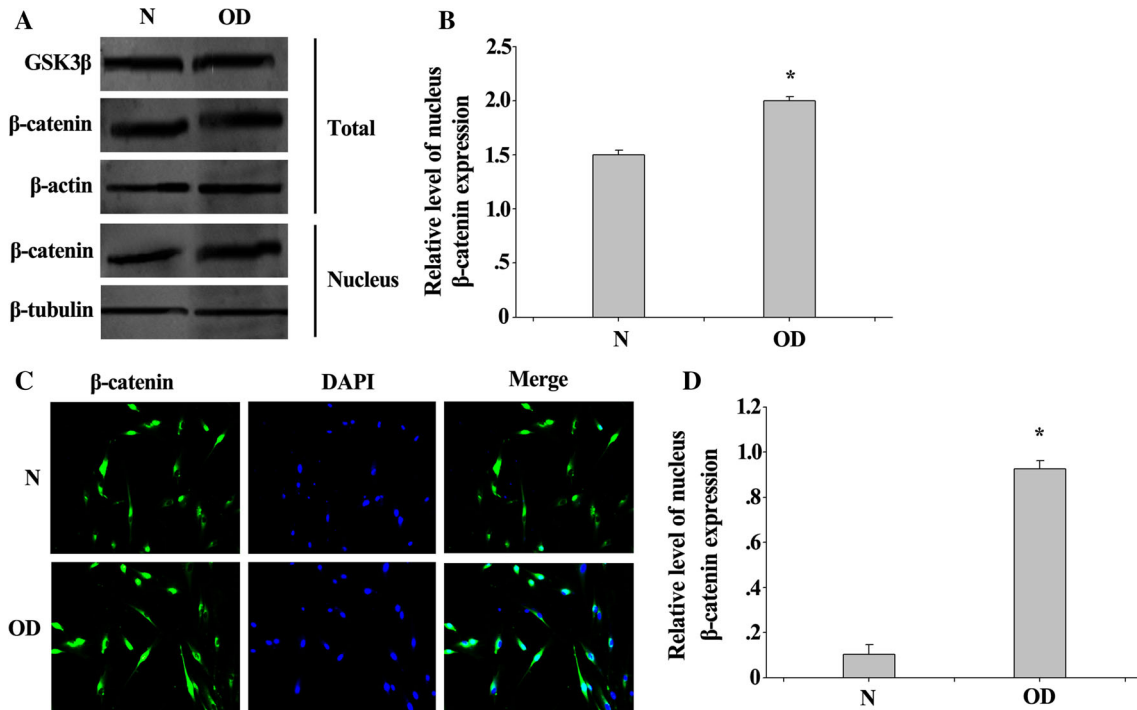 A
N OD
GSK3β
β-catenin
β-actin
Total
β-catenin
β-tubulin
Nucleus
B
Relative level of nucleus
β-catenin expression
2.5
2.0
1.5
1.0
.5
0
*
N OD
C
β-catenin DAPI Merge
N
OD
D
Relative level of nucleus
β-catenin expression
1.2
1.0
.8
.6
.4
.2
0
*
N OD